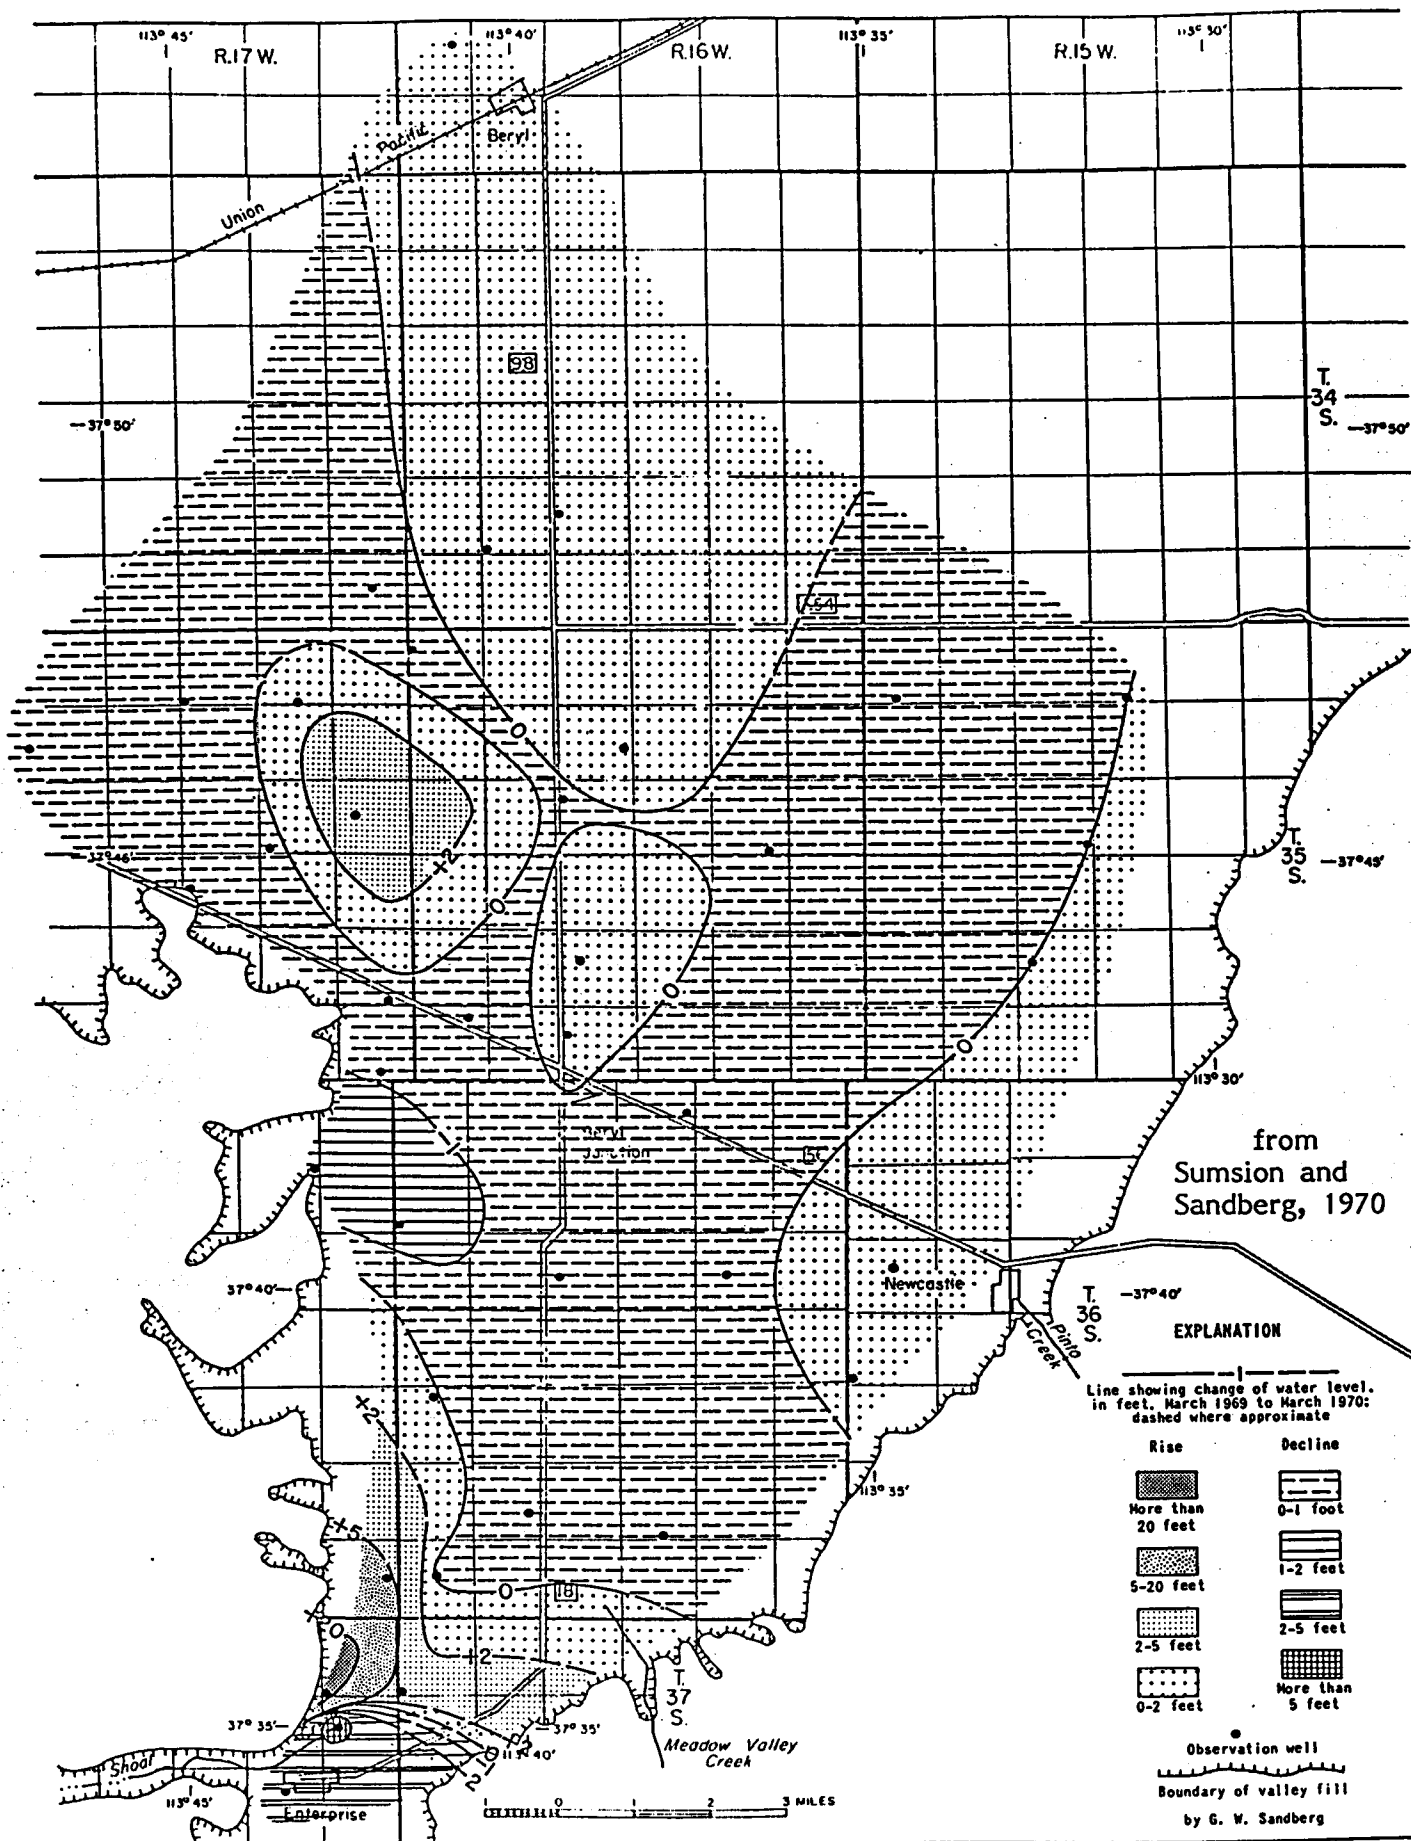 113° 45'
R.17 W.
113° 40'
R.16 W.
113° 35'
R.15 W.
113° 30'
Beryl
Pacific
Union
98
T.
34
S.
37° 50'
37° 50'
T.
35
S.
37° 45'
+2
0
0
0
0
113° 30'
Junction
from
Sumsion and
Sandberg, 1970
37° 40'
Newcastle
T.
36
S.
37° 40'
Pinto
Creek
EXPLANATION
Line showing change of water level,
in feet, March 1969 to March 1970;
dashed where approximate
Rise
Decline
More than
20 feet
0-1 foot
5-20 feet
1-2 feet
2-5 feet
2-5 feet
0-2 feet
More than
5 feet
Observation well
Boundary of valley fill
by G. W. Sandberg
+2
+5
113° 35'
0
18
+2
T.
37
S.
37° 35'
37° 35'
113° 40'
Meadow Valley
Creek
Shoal
113° 45'
Enterprise
0
2
3 MILES